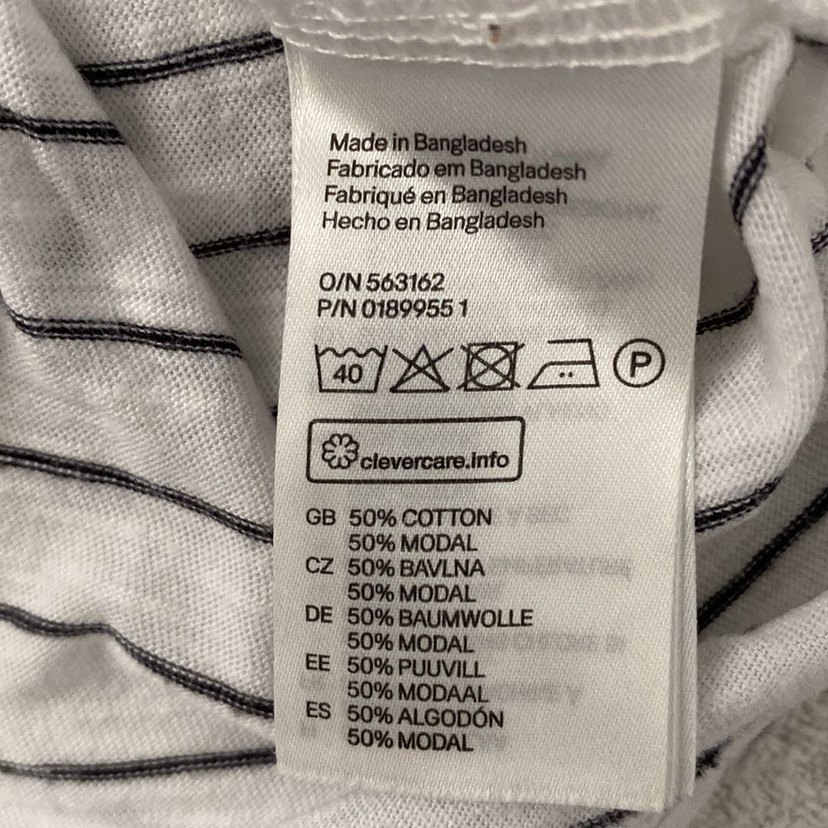 Made in Bangladesh
Fabricado em Bangladesh
Fabriqué en Bangladesh
Hecho en Bangladesh
O/N 563162
P/N 0189955 1
40 P
clevercare.info
GB 50% COTTON
50% MODAL
CZ 50% BAVLNA
50% MODAL
DE 50% BAUMWOLLE
50% MODAL
EE 50% PUUVILL
50% MODAAL
ES 50% ALGODÓN
50% MODAL